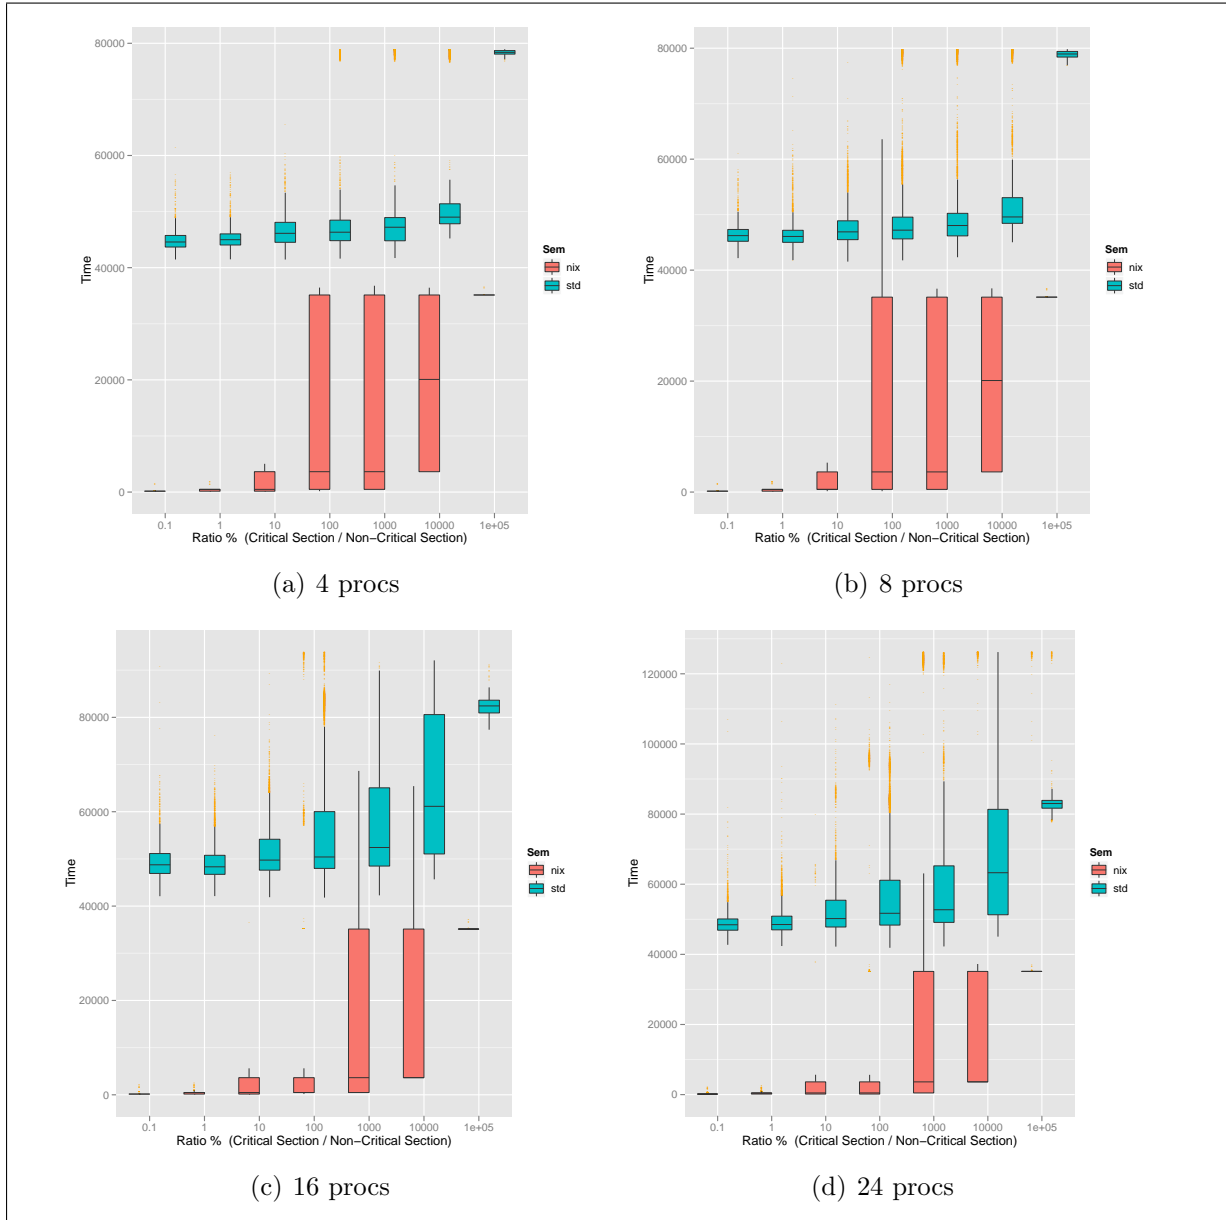 80000
60000
40000
20000
0
Time
0.1 1 10 100 1000 10000 1e+05
Ratio % (Critical Section / Non−Critical Section)
Sem
nix
std
(a) 4 procs
80000
60000
40000
20000
0
Time
0.1 1 10 100 1000 10000 1e+05
Ratio % (Critical Section / Non−Critical Section)
Sem
nix
std
(b) 8 procs
80000
60000
40000
20000
0
Time
0.1 1 10 100 1000 10000 1e+05
Ratio % (Critical Section / Non−Critical Section)
Sem
nix
std
(c) 16 procs
120000
100000
80000
60000
40000
20000
0
Time
0.1 1 10 100 1000 10000 1e+05
Ratio % (Critical Section / Non−Critical Section)
Sem
nix
std
(d) 24 procs